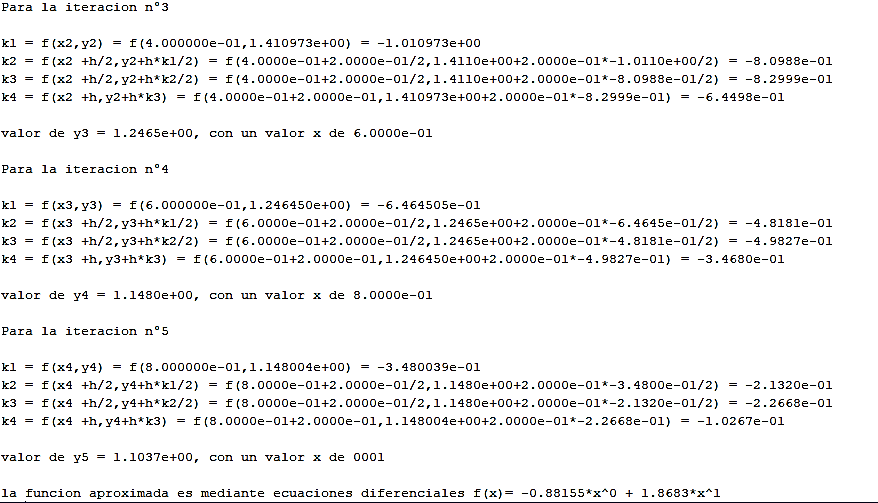 Para la iteracion n°3
k1 = f(x2,y2) = f(4.000000e-01,1.410973e+00) = -1.010973e+00
k2 = f(x2 +h/2,y2+h*k1/2) = f(4.0000e-01+2.0000e-01/2,1.4110e+00+2.0000e-01*-1.0110e+00/2) = -8.0988e-01
k3 = f(x2 +h/2,y2+h*k2/2) = f(4.0000e-01+2.0000e-01/2,1.4110e+00+2.0000e-01*-8.0988e-01/2) = -8.2999e-01
k4 = f(x2 +h,y2+h*k3) = f(4.0000e-01+2.0000e-01,1.410973e+00+2.0000e-01*-8.2999e-01) = -6.4498e-01
valor de y3 = 1.2465e+00, con un valor x de 6.0000e-01
Para la iteracion n°4
k1 = f(x3,y3) = f(6.000000e-01,1.246450e+00) = -6.464505e-01
k2 = f(x3 +h/2,y3+h*k1/2) = f(6.0000e-01+2.0000e-01/2,1.2465e+00+2.0000e-01*-6.4645e-01/2) = -4.8181e-01
k3 = f(x3 +h/2,y3+h*k2/2) = f(6.0000e-01+2.0000e-01/2,1.2465e+00+2.0000e-01*-4.8181e-01/2) = -4.9827e-01
k4 = f(x3 +h,y3+h*k3) = f(6.0000e-01+2.0000e-01,1.246450e+00+2.0000e-01*-4.9827e-01) = -3.4680e-01
valor de y4 = 1.1480e+00, con un valor x de 8.0000e-01
Para la iteracion n°5
k1 = f(x4,y4) = f(8.000000e-01,1.148004e+00) = -3.480039e-01
k2 = f(x4 +h/2,y4+h*k1/2) = f(8.0000e-01+2.0000e-01/2,1.1480e+00+2.0000e-01*-3.4800e-01/2) = -2.1320e-01
k3 = f(x4 +h/2,y4+h*k2/2) = f(8.0000e-01+2.0000e-01/2,1.1480e+00+2.0000e-01*-2.1320e-01/2) = -2.2668e-01
k4 = f(x4 +h,y4+h*k3) = f(8.0000e-01+2.0000e-01,1.148004e+00+2.0000e-01*-2.2668e-01) = -1.0267e-01
valor de y5 = 1.1037e+00, con un valor x de 0001
la funcion aproximada es mediante ecuaciones diferenciales f(x)= -0.88155*x^0 + 1.8683*x^1